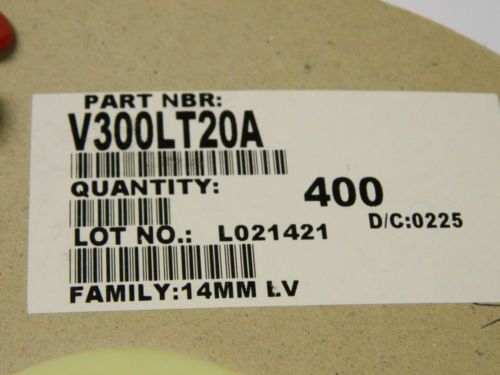 PART NBR:
V300LT20A
QUANTITY: 400
D/C:0225
LOT NO.: L021421
FAMILY:14MM LV